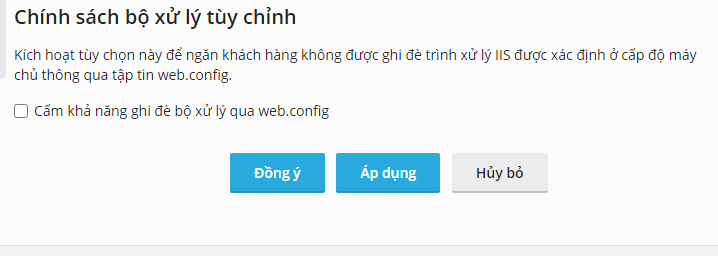 Chính sách bộ xử lý tùy chỉnh
Kích hoạt tùy chọn này để ngăn khách hàng không được ghi đè trình xử lý IIS được xác định ở cấp độ máy
chủ thông qua tập tin web.config.
Cấm khả năng ghi đè bộ xử lý qua web.config
Đồng ý
Áp dụng
Hủy bỏ